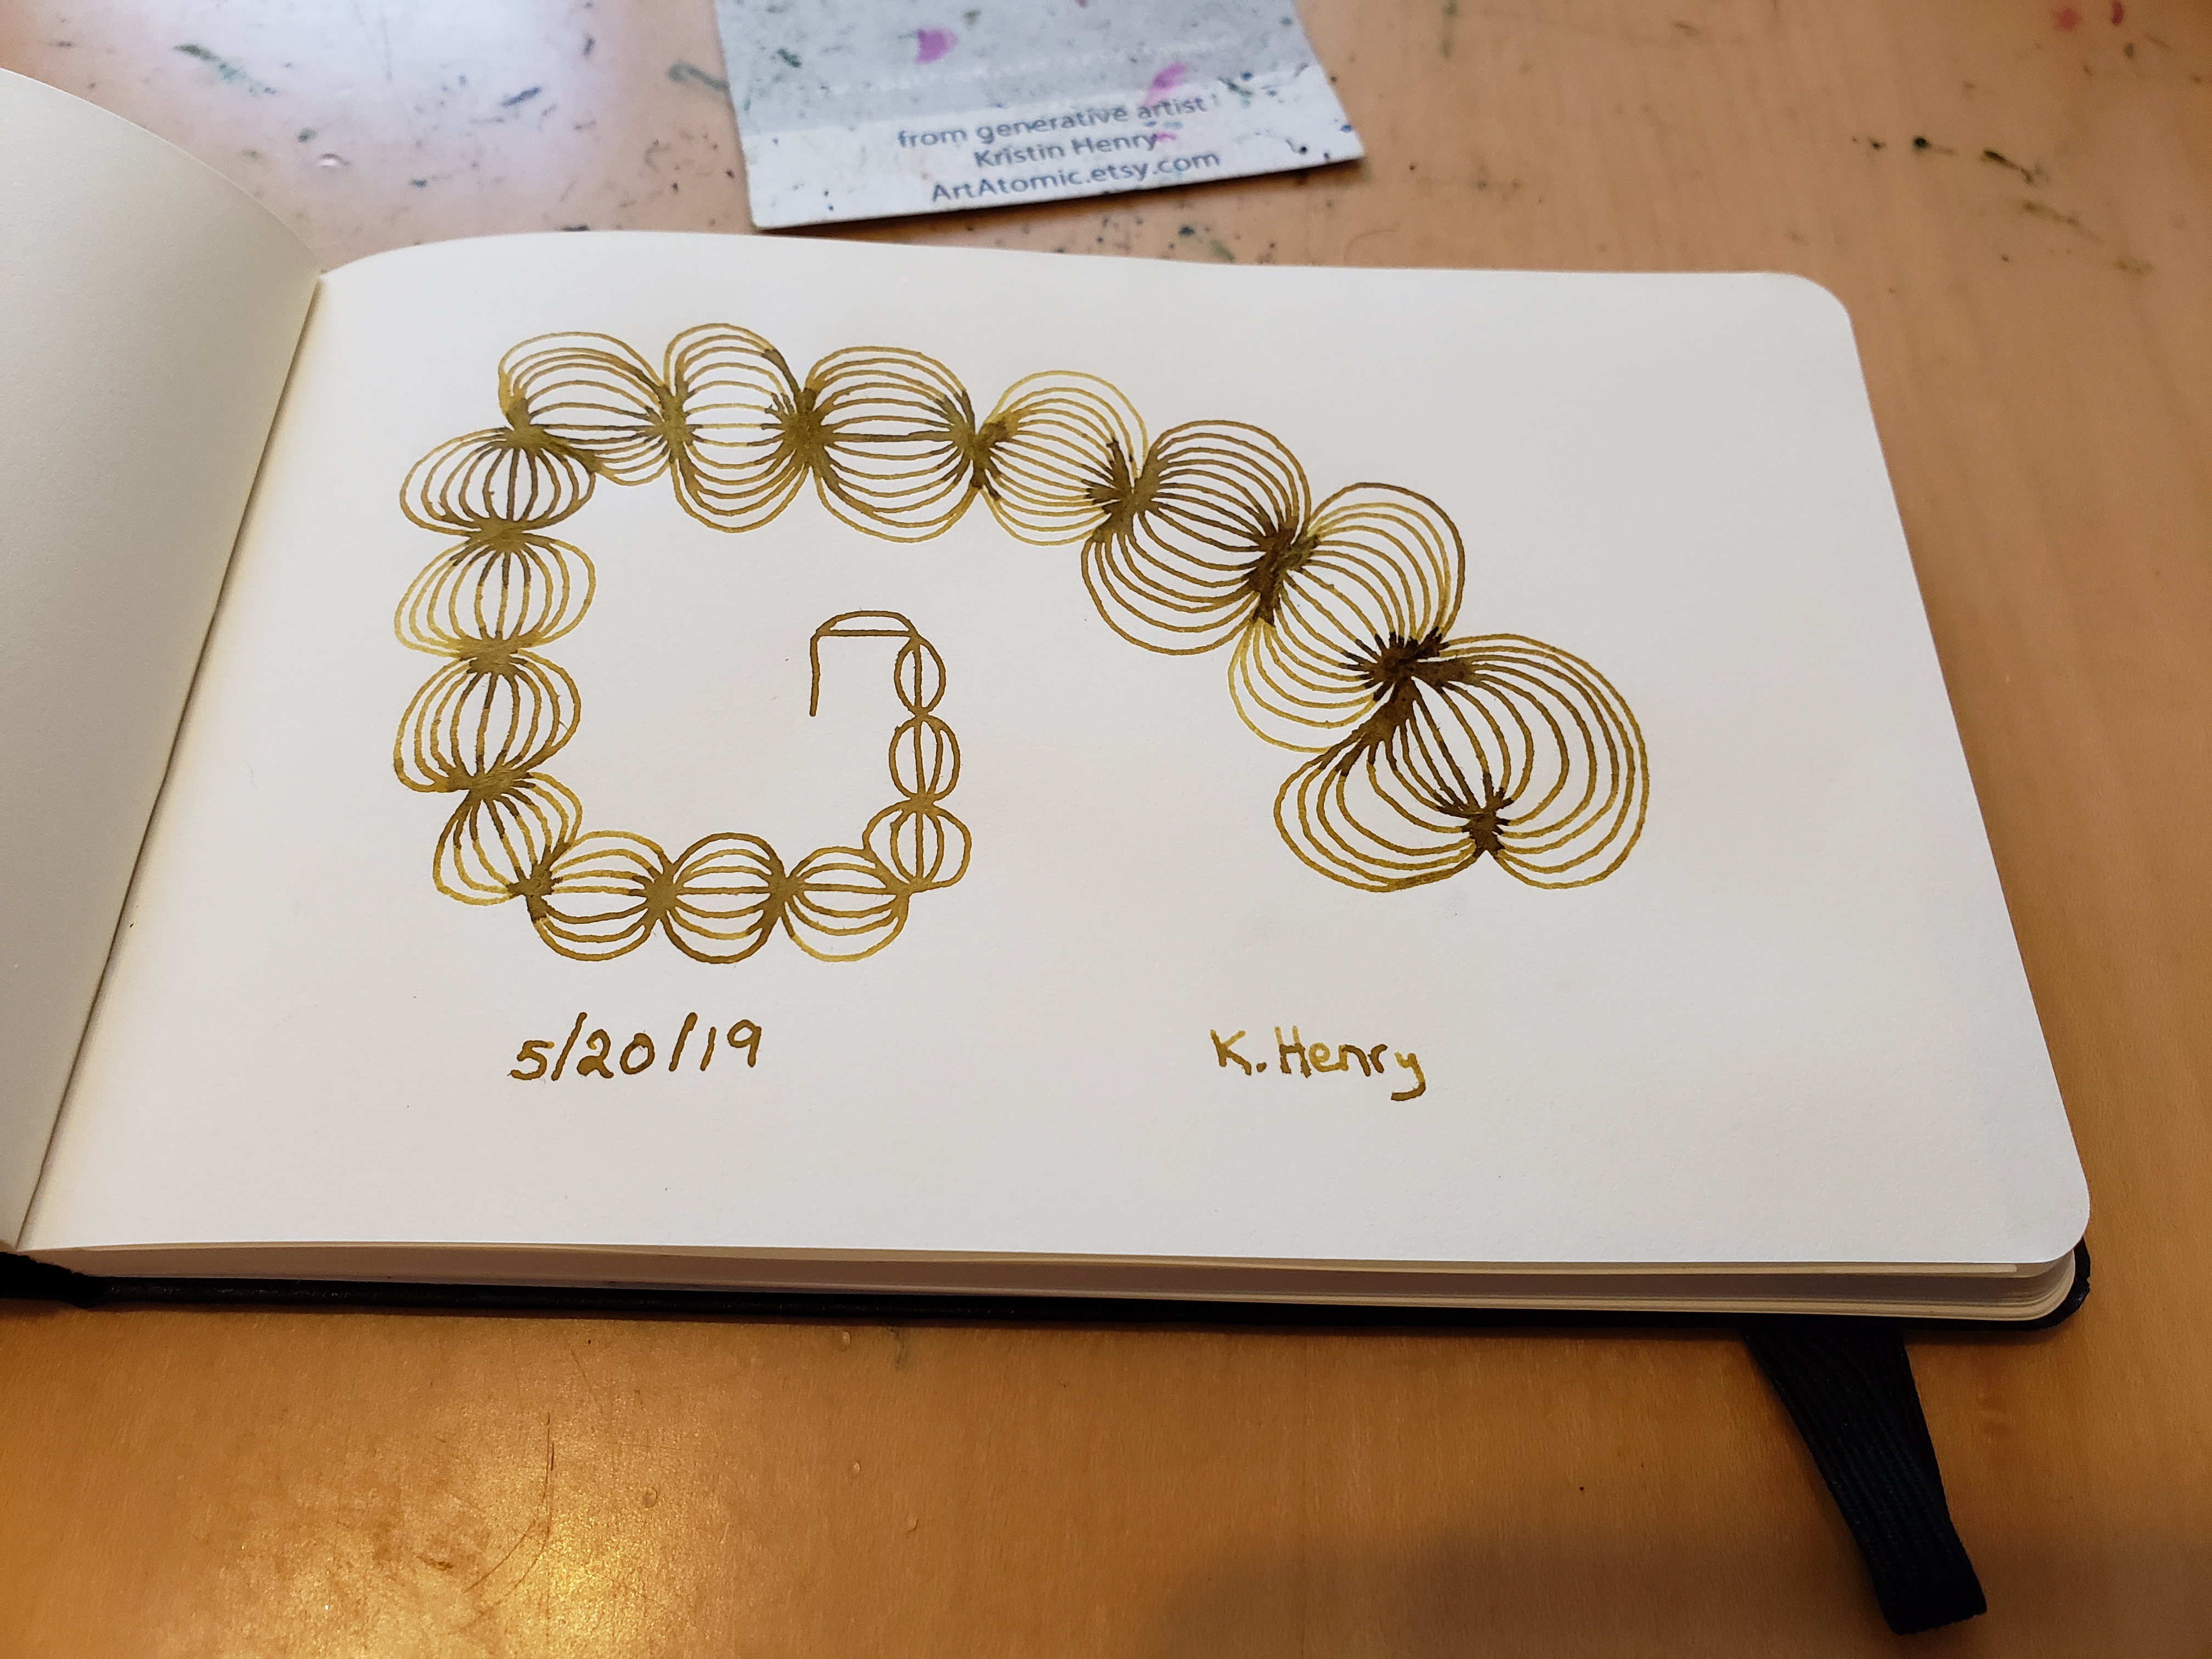 from generative artist
Kristin Henry
ArtAtomic.etsy.com
5/20/19
K. Henry